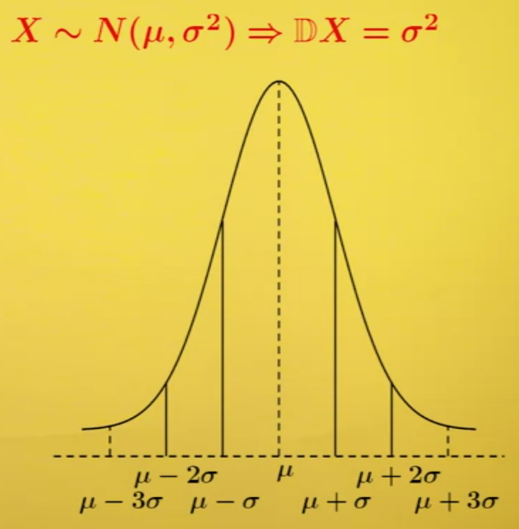 X ∼ N(μ, σ²) ⇒ 𝔻X = σ²
μ − 2σ μ μ + 2σ
μ − 3σ μ − σ μ + σ μ + 3σ